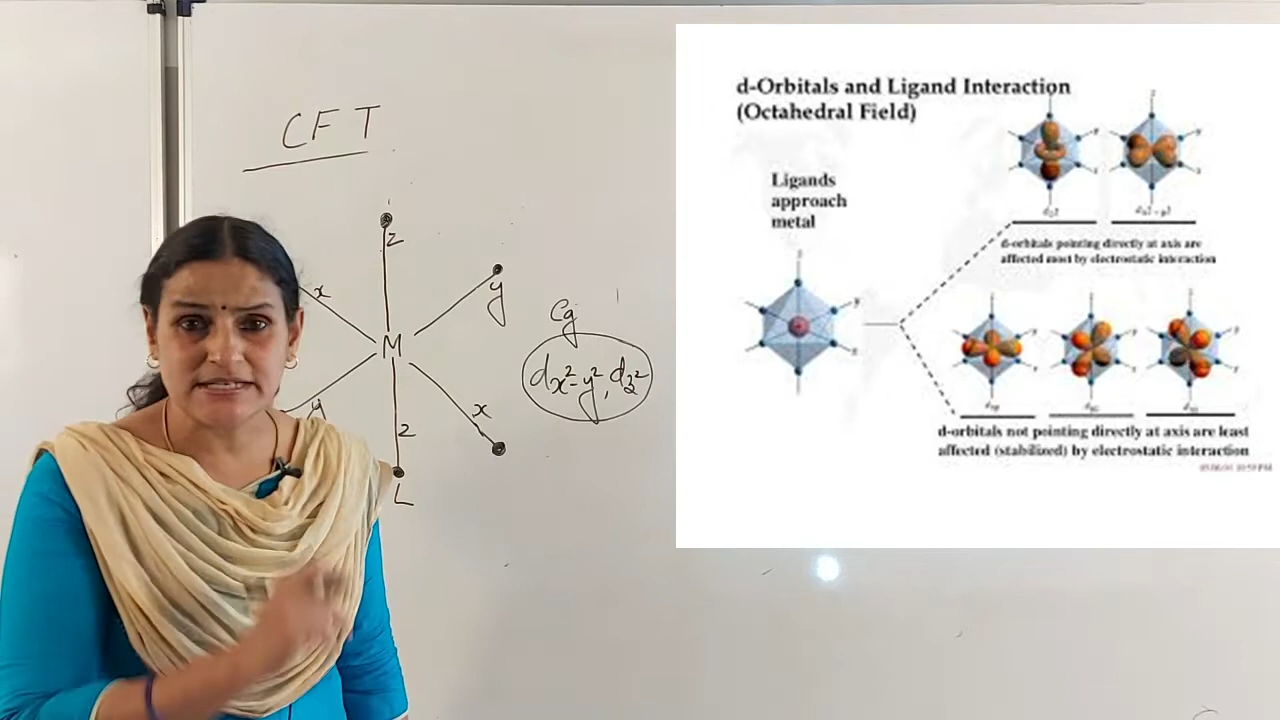 CFT
z
x
y
M
y
z
x
L
eg
dx²-y², dz²
d-Orbitals and Ligand Interaction
(Octahedral Field)
Ligands
approach
metal
d-orbitals pointing directly at axis are
affected most by electrostatic interaction
d-orbitals not pointing directly at axis are least
affected (stabilized) by electrostatic interaction